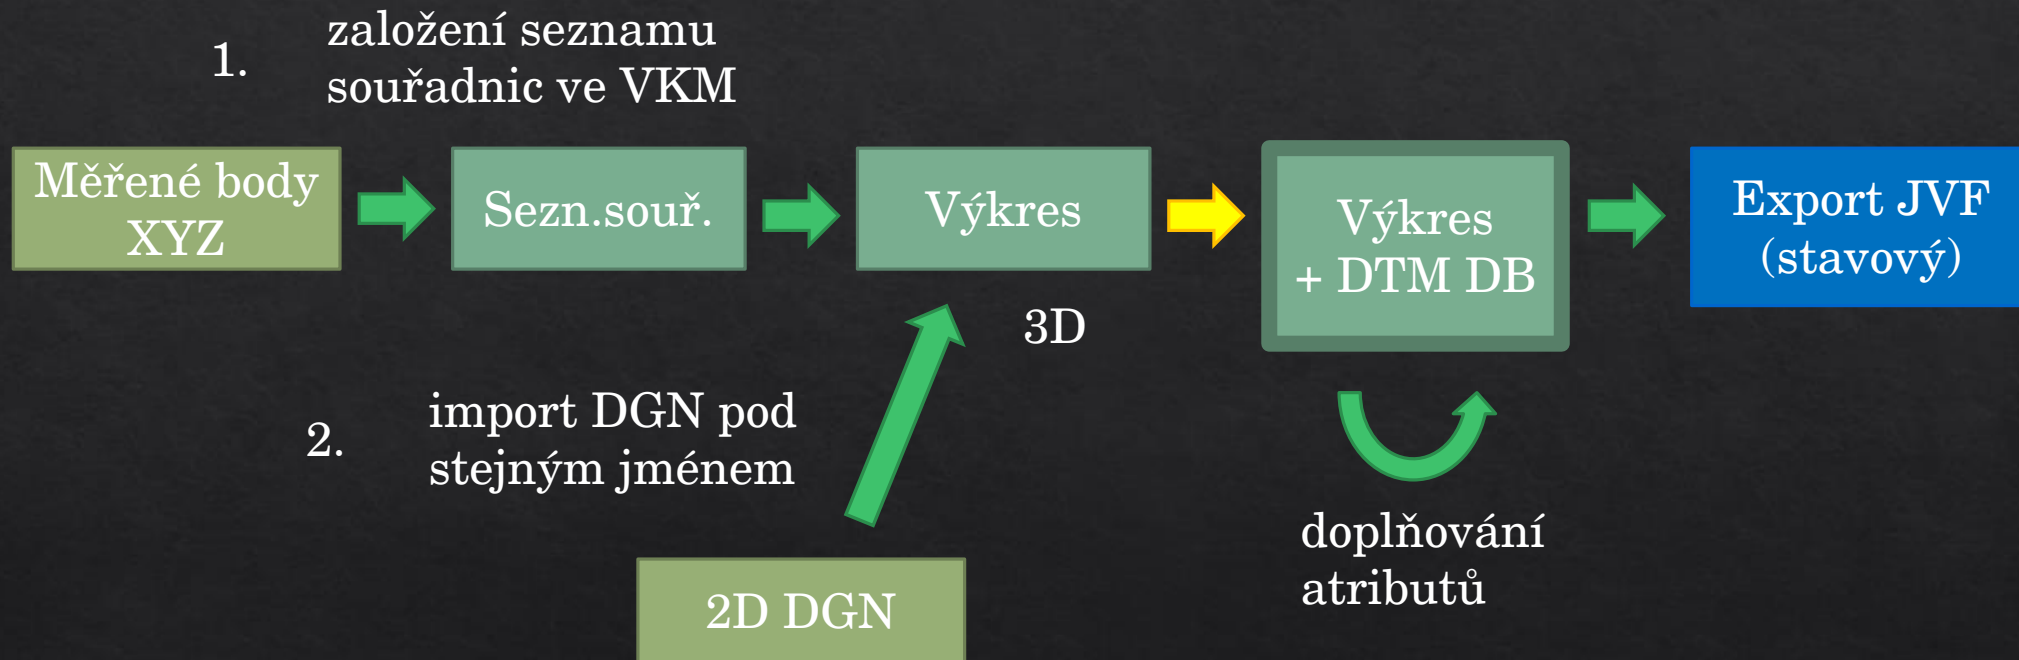 1.
založení seznamu
souřadnic ve VKM
Měřené body
XYZ
Sezn.souř.
Výkres
Výkres
+ DTM DB
Export JVF
(stavový)
3D
2.
import DGN pod
stejným jménem
doplňování
atributů
2D DGN